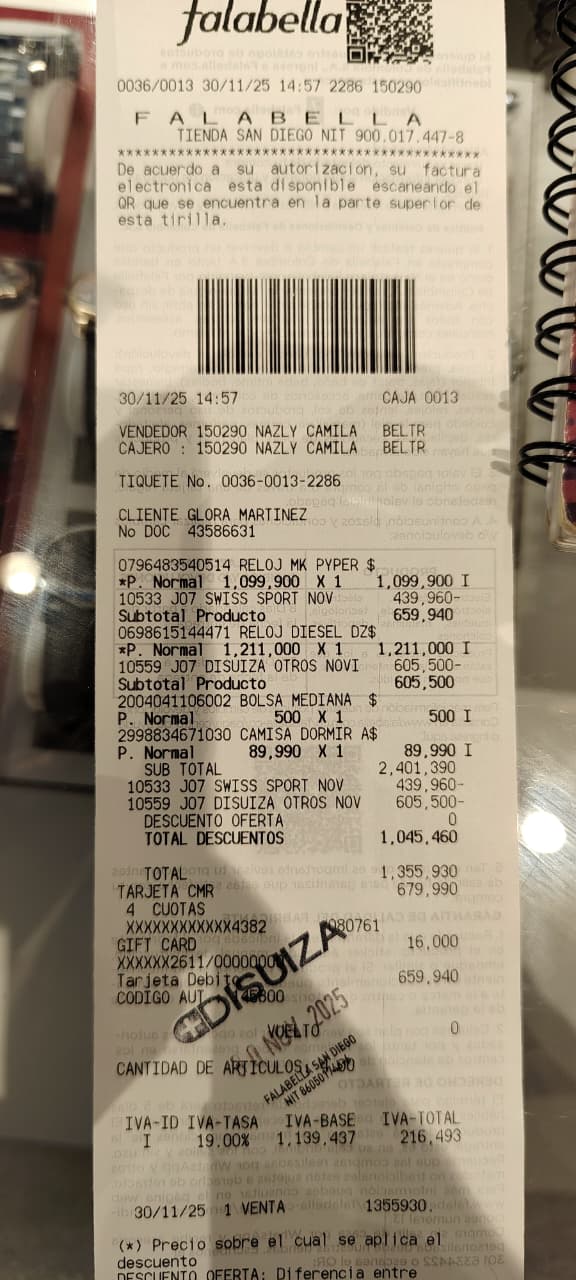 falabella
0036/0013 30/11/25 14:57 2286 150290
F A L A B E L L A
TIENDA SAN DIEGO NIT 900.017.447-8
******************************************
De acuerdo a su autorizacion, su factura
electronica esta disponible escaneando el
QR que se encuentra en la parte superior de
esta tirilla.
30/11/25 14:57 CAJA 0013
VENDEDOR 150290 NAZLY CAMILA BELTR
CAJERO : 150290 NAZLY CAMILA BELTR
TIQUETE No. 0036-0013-2286
CLIENTE GLORA MARTINEZ
No DOC 43586631
0796483540514 RELOJ MK PYPER $
*P. Normal 1,099,900 X 1 1,099,900 I
10533 J07 SWISS SPORT NOV 439,960-
Subtotal Producto 659,940
0698615144471 RELOJ DIESEL DZ$
*P. Normal 1,211,000 X 1 1,211,000 I
10559 J07 DISUIZA OTROS NOVI 605,500-
Subtotal Producto 605,500
2004041106002 BOLSA MEDIANA $
P. Normal 500 X 1 500 I
2998834671030 CAMISA DORMIR A$
P. Normal 89,990 X 1 89,990 I
SUB TOTAL 2,401,390
10533 J07 SWISS SPORT NOV 439,960-
10559 J07 DISUIZA OTROS NOV 605,500-
DESCUENTO OFERTA 0
TOTAL DESCUENTOS 1,045,460
TOTAL 1,355,930
TARJETA CMR 679,990
4 CUOTAS
XXXXXXXXXXXX4382 080761
GIFT CARD 16,000
XXXXXX2611/0000000
Tarjeta Debito 659,940
CODIGO AUT
DISUIZA
NOV 2025
VUELTO 0
FALABELLA SAN DIEGO
CANTIDAD DE ARTICULOS
IVA-ID IVA-TASA IVA-BASE IVA-TOTAL
I 19.00% 1,139,437 216,493
30/11/25 1 VENTA 1355930.
(*) Precio sobre el cual se aplica el
descuento
DESCUENTO OFERTA: Diferencia entre